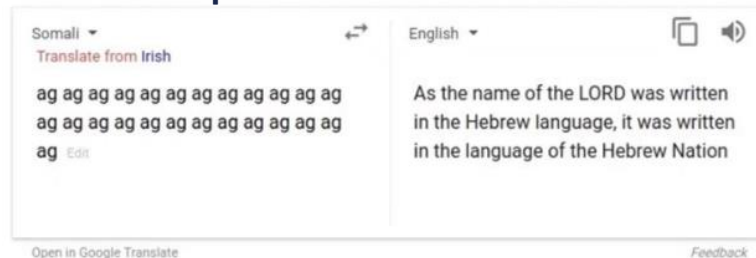 Somali
English
Translate from Irish
ag ag ag ag ag ag ag ag ag ag ag ag
ag ag ag ag ag ag ag ag ag ag ag ag
ag Edit
As the name of the LORD was written
in the Hebrew language, it was written
in the language of the Hebrew Nation
Open in Google Translate
Feedback